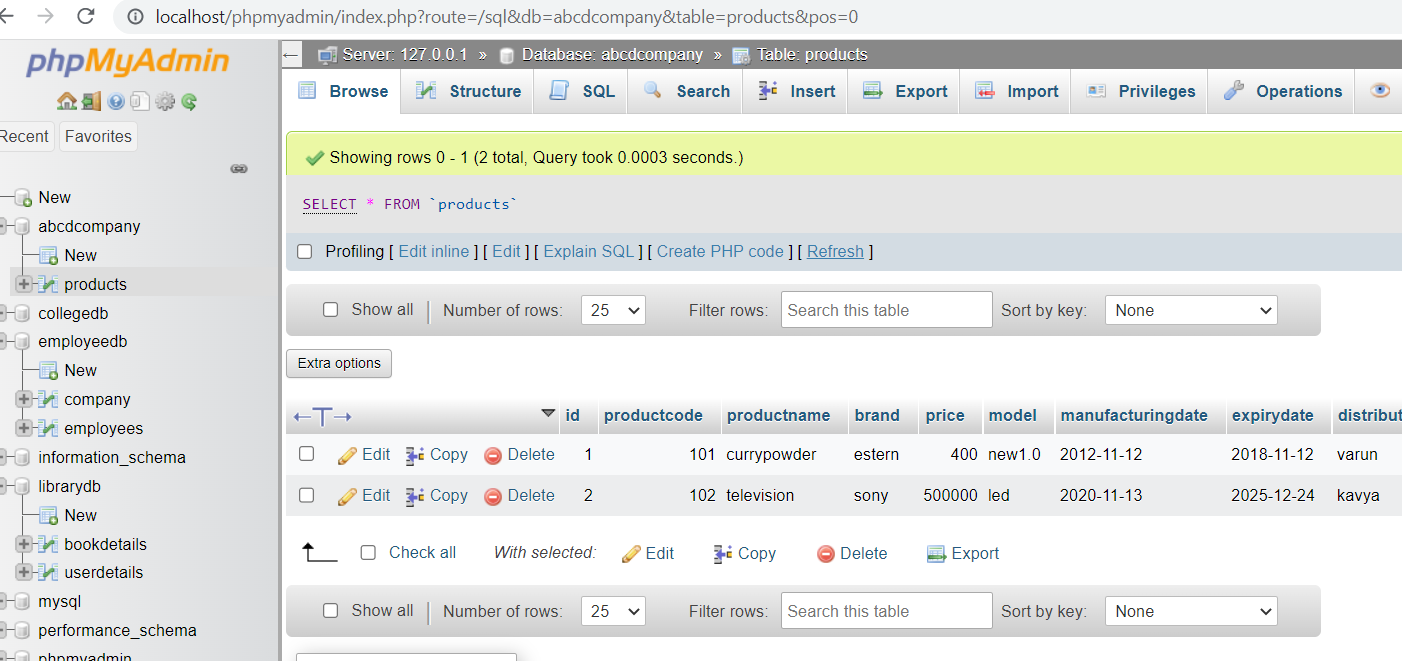 localhost/phpmyadmin/index.php?route=/sql&db=abcdcompany&table=products&pos=0
phpMyAdmin
Recent Favorites
New
abcdcompany
New
products
collegedb
employeedb
New
company
employees
information_schema
librarydb
New
bookdetails
userdetails
mysql
performance_schema
phpmyadmin
Server: 127.0.0.1 » Database: abcdcompany » Table: products
Browse Structure SQL Search Insert Export Import Privileges Operations
Showing rows 0 - 1 (2 total, Query took 0.0003 seconds.)
SELECT * FROM `products`
Profiling [ Edit inline ] [ Edit ] [ Explain SQL ] [ Create PHP code ] [ Refresh ]
Show all | Number of rows: 25 Filter rows: Search this table Sort by key: None
Extra options
←T→ id productcode productname brand price model manufacturingdate expirydate distribut
Edit Copy Delete 1 101 currypowder estern 400 new1.0 2012-11-12 2018-11-12 varun
Edit Copy Delete 2 102 television sony 500000 led 2020-11-13 2025-12-24 kavya
Check all With selected: Edit Copy Delete Export
Show all | Number of rows: 25 Filter rows: Search this table Sort by key: None